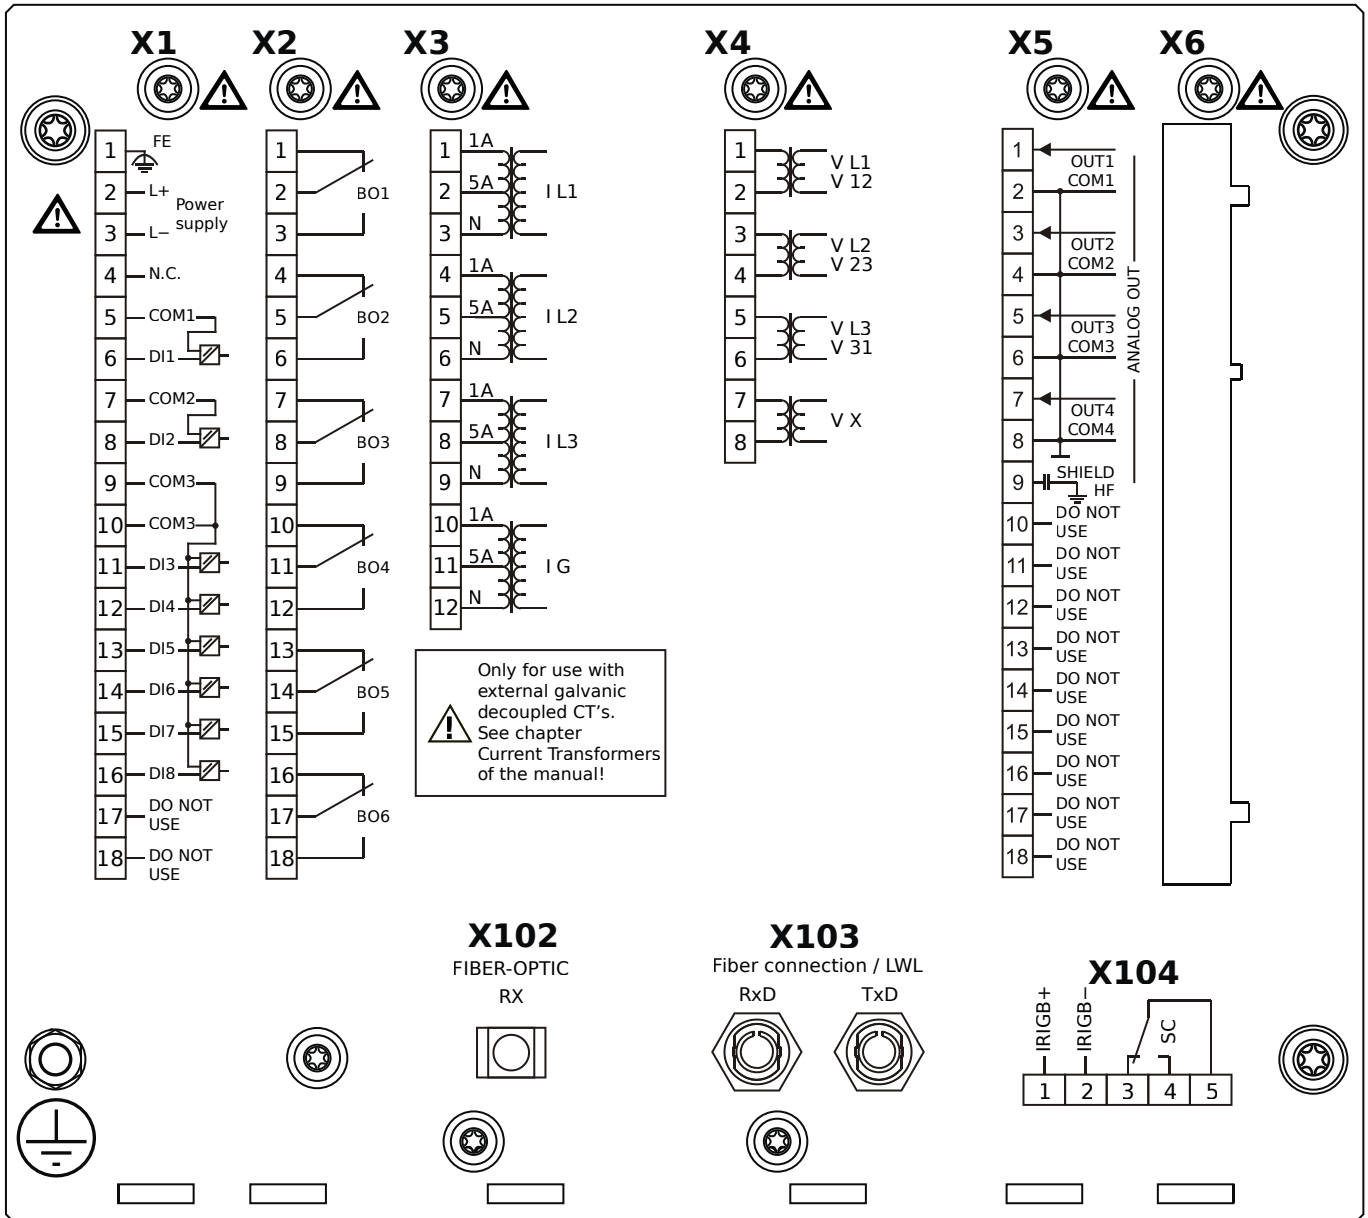 X1
X2
X3
X4
X5
X6
1 FE
2 L+
Power
supply
3 L−
4 N.C.
5 COM1
6 DI1
7 COM2
8 DI2
9 COM3
10 COM3
11 DI3
12 DI4
13 DI5
14 DI6
15 DI7
16 DI8
17 DO NOT
USE
18 DO NOT
USE
1
2 BO1
3
4
5 BO2
6
7
8 BO3
9
10
11 BO4
12
13
14 BO5
15
16
17 BO6
18
1 1A
2 5A I L1
3 N
4 1A
5 5A I L2
6 N
7 1A
8 5A I L3
9 N
10 1A
11 5A I G
12 N
Only for use with
external galvanic
decoupled CT's.
See chapter
Current Transformers
of the manual!
1 V L1
2 V 12
3 V L2
4 V 23
5 V L3
6 V 31
7 V X
8
1 OUT1
2 COM1
3 OUT2
4 COM2
5 OUT3
6 COM3
7 OUT4
8 COM4
ANALOG OUT
9 SHIELD
HF
10 DO NOT
USE
11 DO NOT
USE
12 DO NOT
USE
13 DO NOT
USE
14 DO NOT
USE
15 DO NOT
USE
16 DO NOT
USE
17 DO NOT
USE
18 DO NOT
USE
X102
FIBER-OPTIC
RX
X103
Fiber connection / LWL
RxD TxD
X104
IRIGB+
IRIGB−
SC
1 2 3 4 5